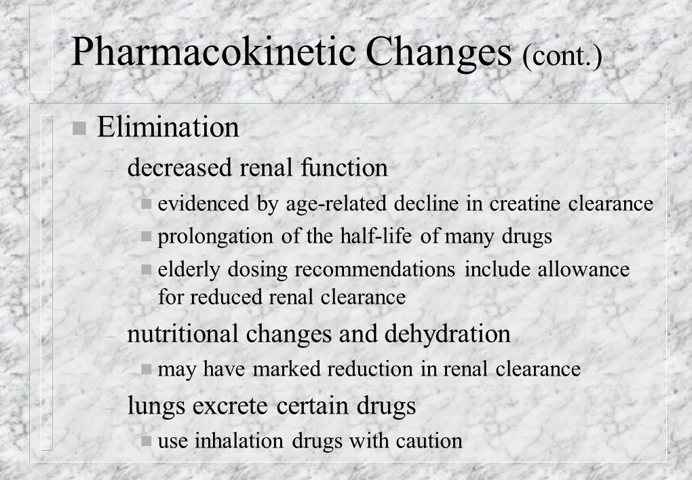 Pharmacokinetic Changes (cont.)
Elimination
decreased renal function
evidenced by age-related decline in creatine clearance
prolongation of the half-life of many drugs
elderly dosing recommendations include allowance
for reduced renal clearance
nutritional changes and dehydration
may have marked reduction in renal clearance
lungs excrete certain drugs
use inhalation drugs with caution